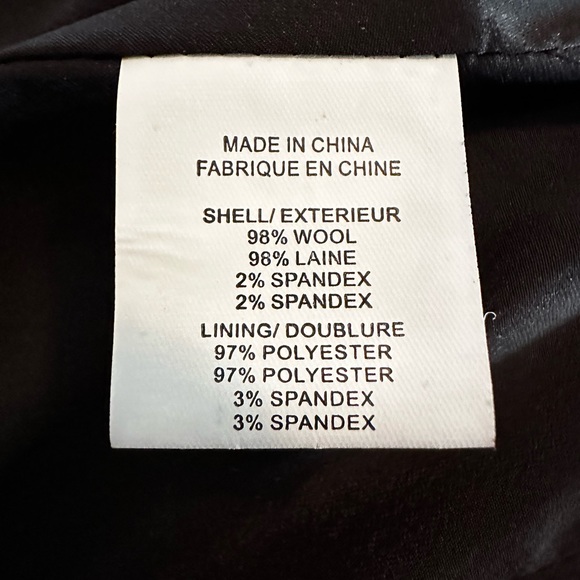 MADE IN CHINA
FABRIQUE EN CHINE
SHELL/ EXTERIEUR
98% WOOL
98% LAINE
2% SPANDEX
2% SPANDEX
LINING/ DOUBLURE
97% POLYESTER
97% POLYESTER
3% SPANDEX
3% SPANDEX